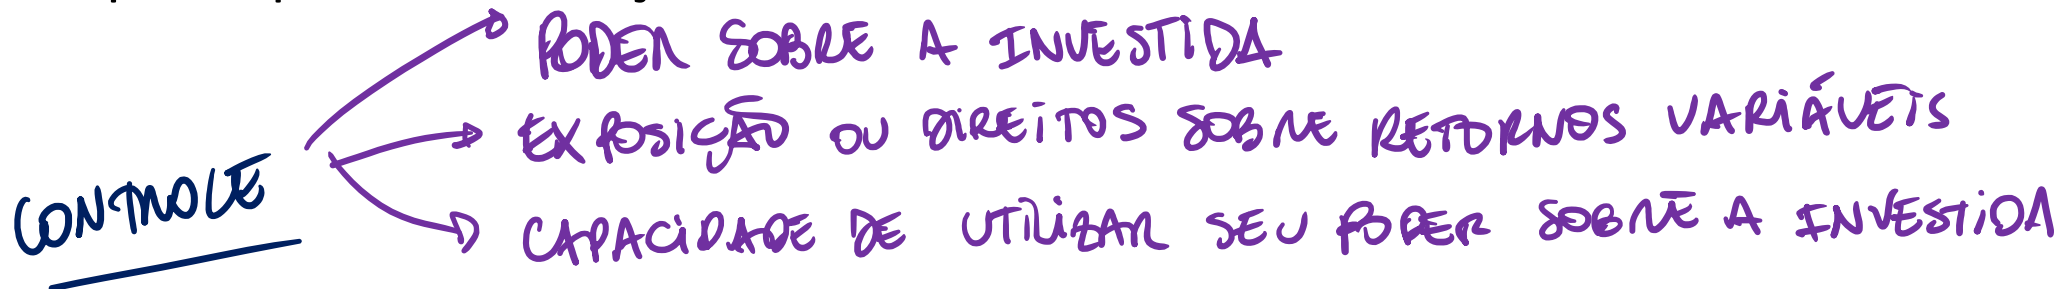 PODER SOBRE A INVESTIDA
EXPOSIÇÃO OU DIREITOS SOBRE RETORNOS VARIÁVEIS
CONTROLE
CAPACIDADE DE UTILIZAR SEU PODER SOBRE A INVESTIDA